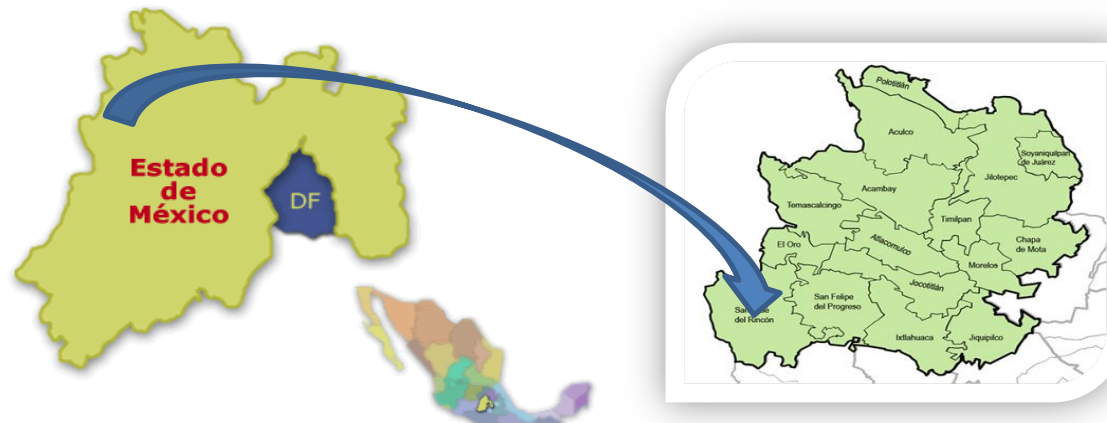 Estado
de
México
DF
Polotitlán
Aculco
Soyaniquilpan
de Juárez
Jilotepec
Acambay
Temascalcingo
Timilpan
El Oro
Atlacomulco
Chapa
de Mota
Morelos
Jocotitlán
San Felipe
del Progreso
del Rincón
Ixtlahuaca
Jiquipilco